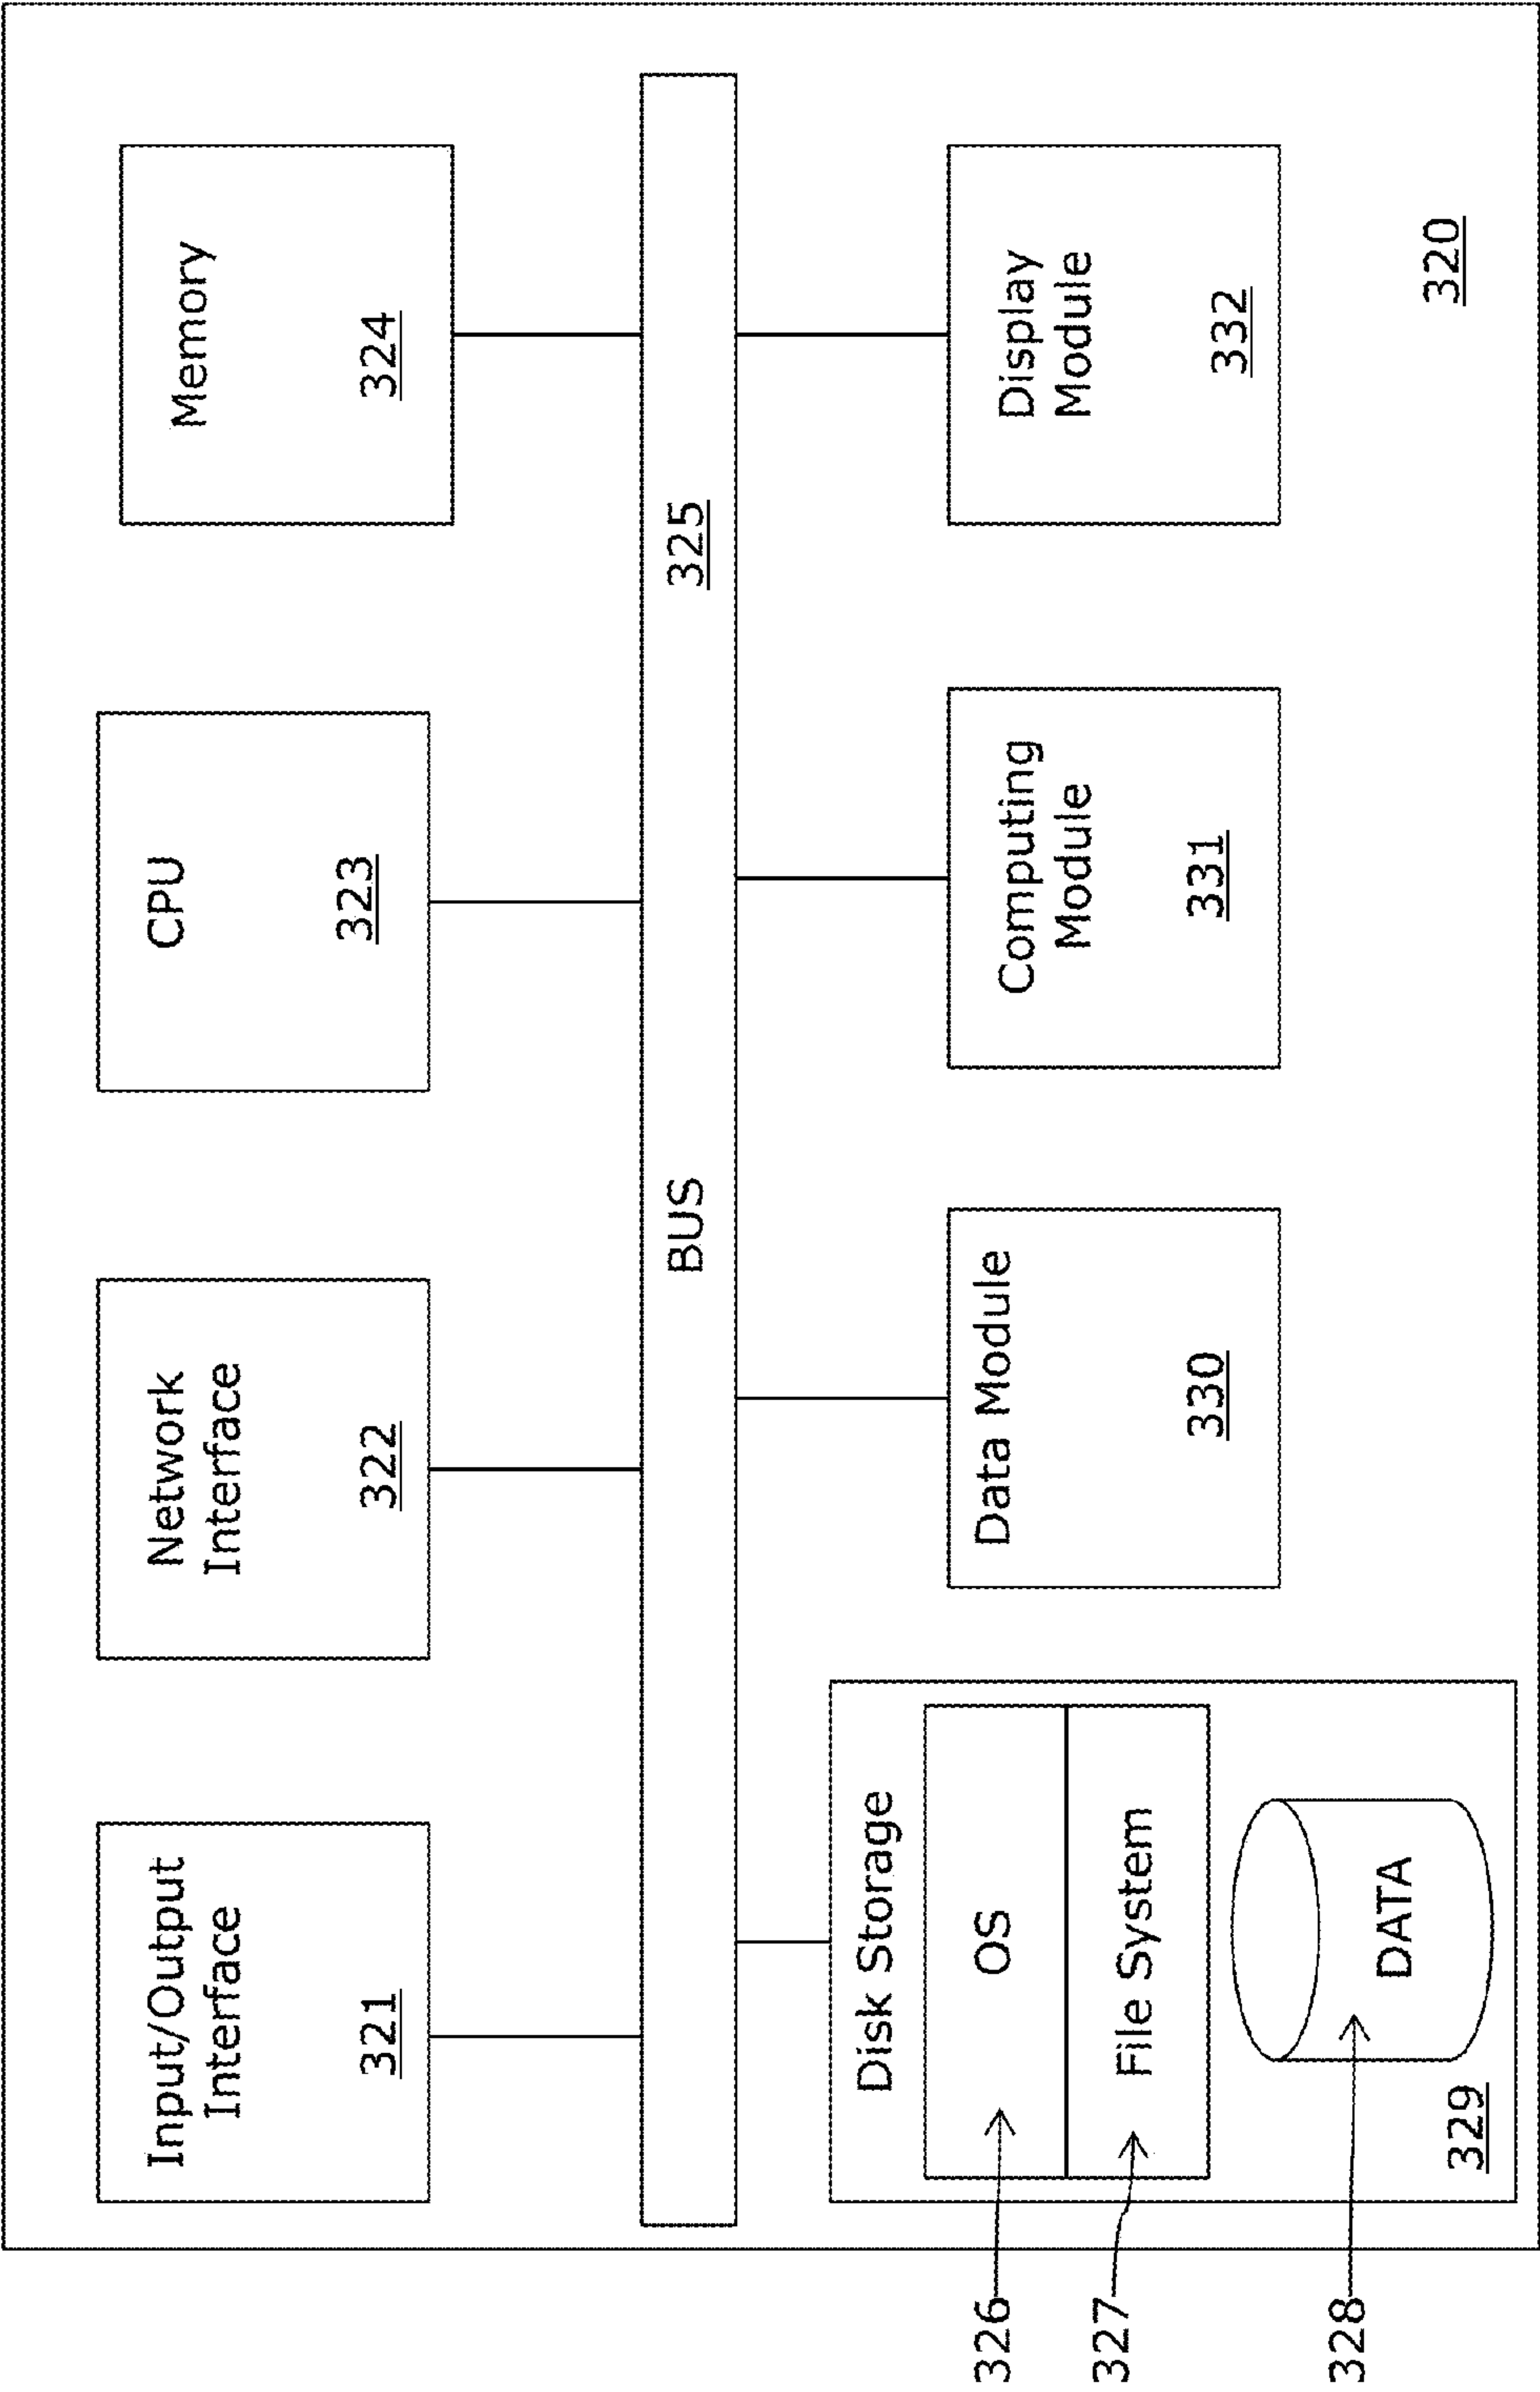 Input/Output
Interface
321
Network
Interface
322
CPU
323
Memory
324
BUS
325
Disk Storage
OS
File System
DATA
329
326
327
328
Data Module
330
Computing
Module
331
Display
Module
332
320